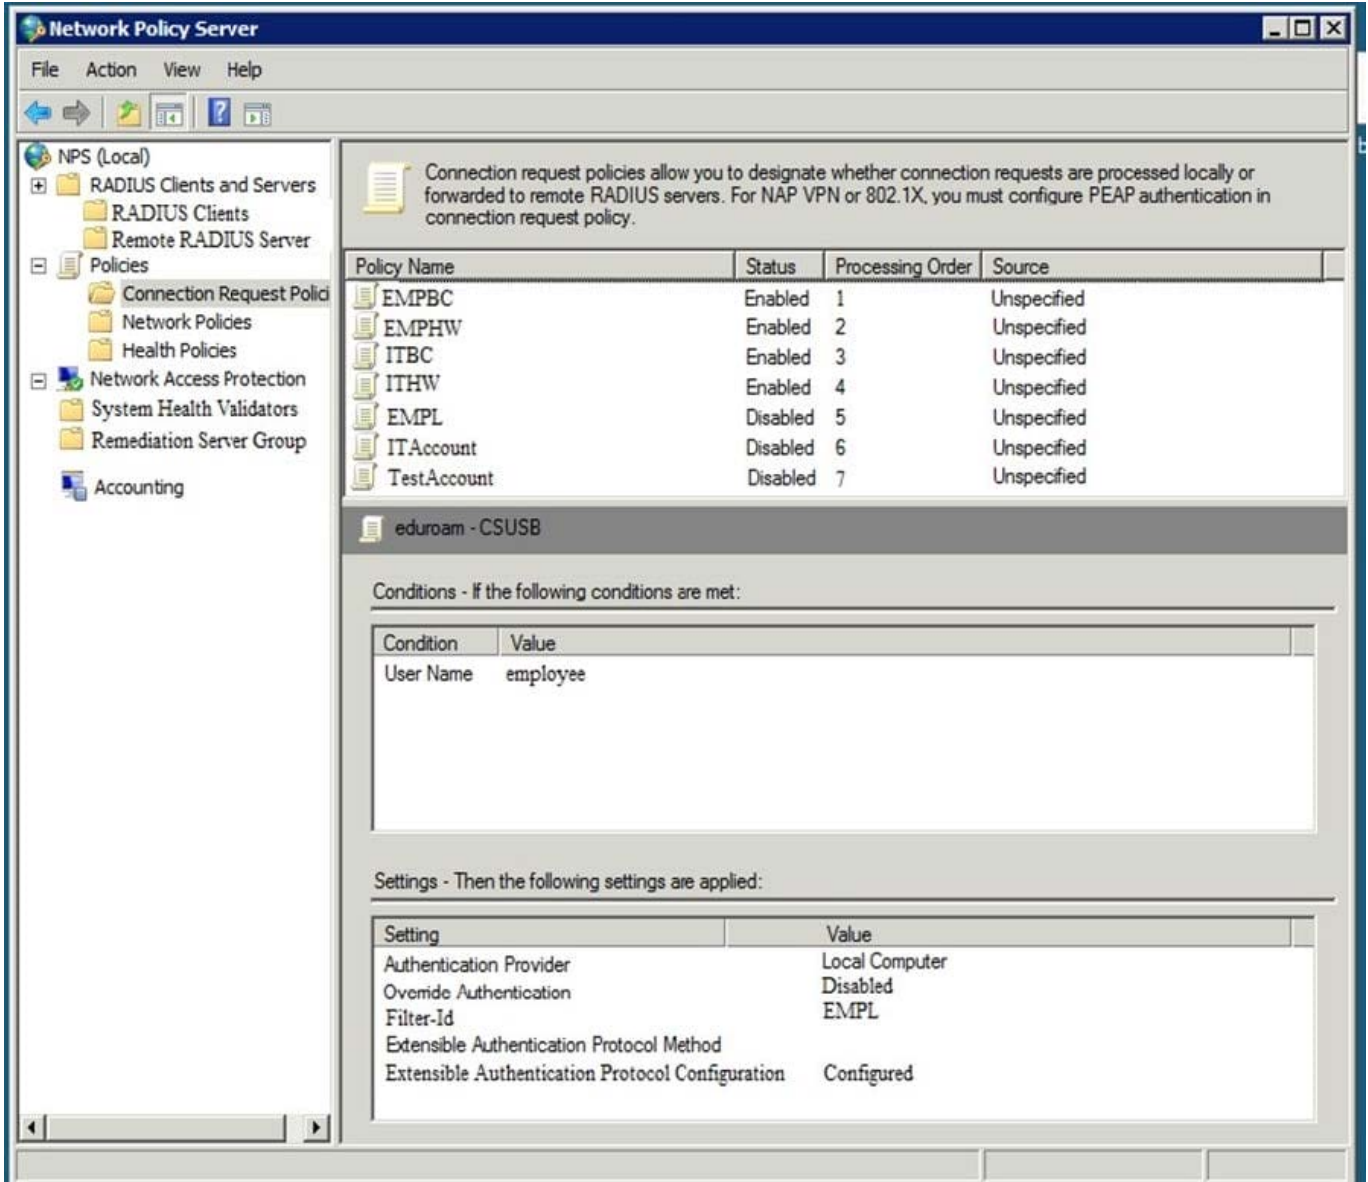 Network Policy Server
File Action View Help
NPS (Local)
RADIUS Clients and Servers
RADIUS Clients
Remote RADIUS Server
Policies
Connection Request Polici
Network Policies
Health Policies
Network Access Protection
System Health Validators
Remediation Server Group
Accounting
Connection request policies allow you to designate whether connection requests are processed locally or
forwarded to remote RADIUS servers. For NAP VPN or 802.1X, you must configure PEAP authentication in
connection request policy.
Policy Name Status Processing Order Source
EMPBC Enabled 1 Unspecified
EMPHW Enabled 2 Unspecified
ITBC Enabled 3 Unspecified
ITHW Enabled 4 Unspecified
EMPL Disabled 5 Unspecified
ITAccount Disabled 6 Unspecified
TestAccount Disabled 7 Unspecified
eduroam - CSUSB
Conditions - If the following conditions are met:
Condition Value
User Name employee
Settings - Then the following settings are applied:
Setting Value
Authentication Provider Local Computer
Override Authentication Disabled
Filter-Id EMPL
Extensible Authentication Protocol Method
Extensible Authentication Protocol Configuration Configured